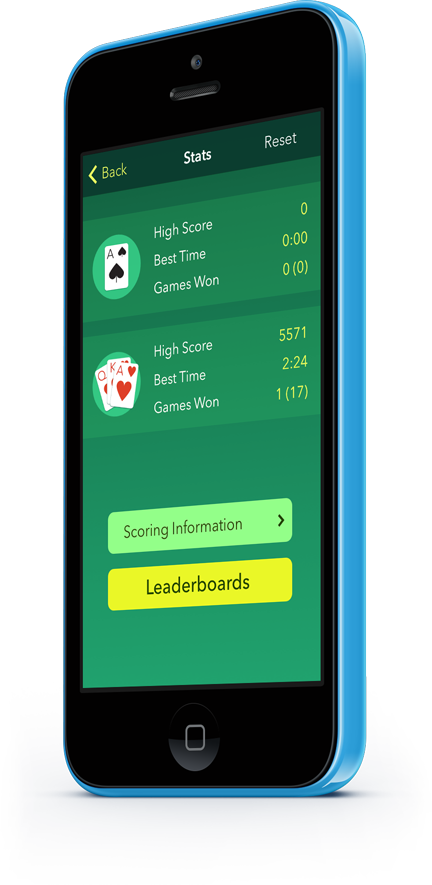 Back
Stats
Reset
A
High Score
0
Best Time
0:00
Games Won
0 (0)
Q K A
High Score
5571
Best Time
2:24
Games Won
1 (17)
Scoring Information
Leaderboards